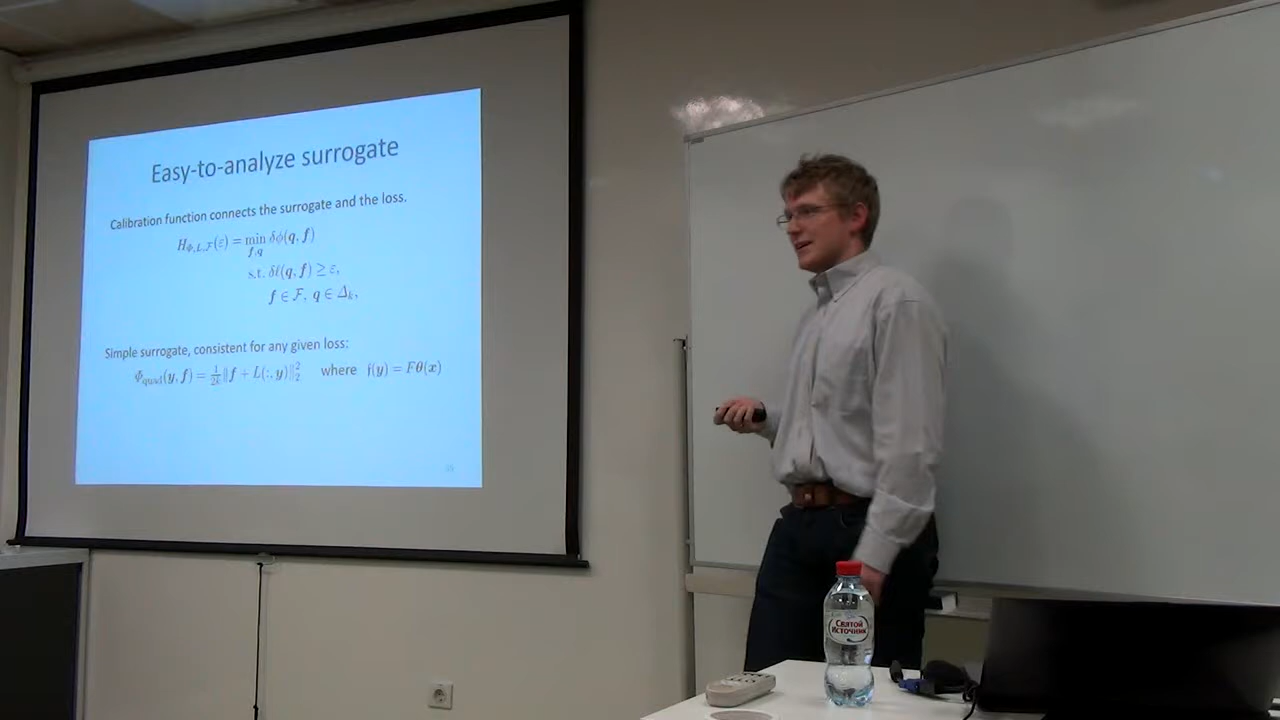 Easy-to-analyze surrogate
Calibration function connects the surrogate and the loss.
H_{Φ,L,ℱ}(ε) = min_{f,q} δϕ(q, f)
s.t. δℓ(q, f) ≥ ε,
f ∈ ℱ, q ∈ Δ_k,
Simple surrogate, consistent for any given loss:
Φ_quad(y, f) = 1/2k ‖f + L(:, y)‖₂² where f(y) = Fθ(x)
Святой
Источник